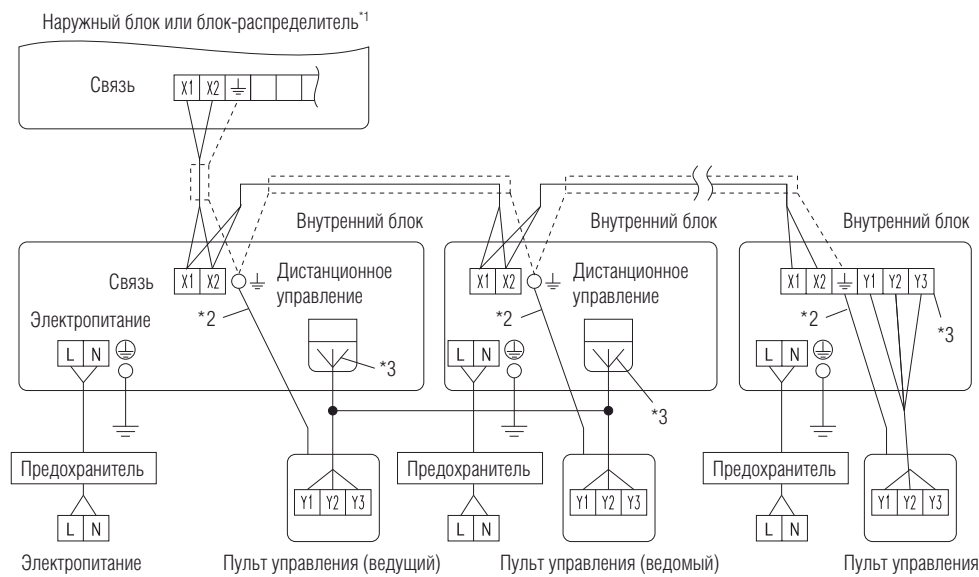 Наружный блок или блок-распределитель*1
Связь
X1 X2
Внутренний блок
Внутренний блок
Внутренний блок
Связь
X1 X2
Дистанционное
управление
X1 X2
Дистанционное
управление
X1 X2 Y1 Y2 Y3
*2
*2
*2
*3
Электропитание
L N
*3
L N
*3
L N
Предохранитель
Предохранитель
Предохранитель
Y1 Y2 Y3
Y1 Y2 Y3
Y1 Y2 Y3
L N
L N
L N
Электропитание
Пульт управления (ведущий)
Пульт управления (ведомый)
Пульт управления